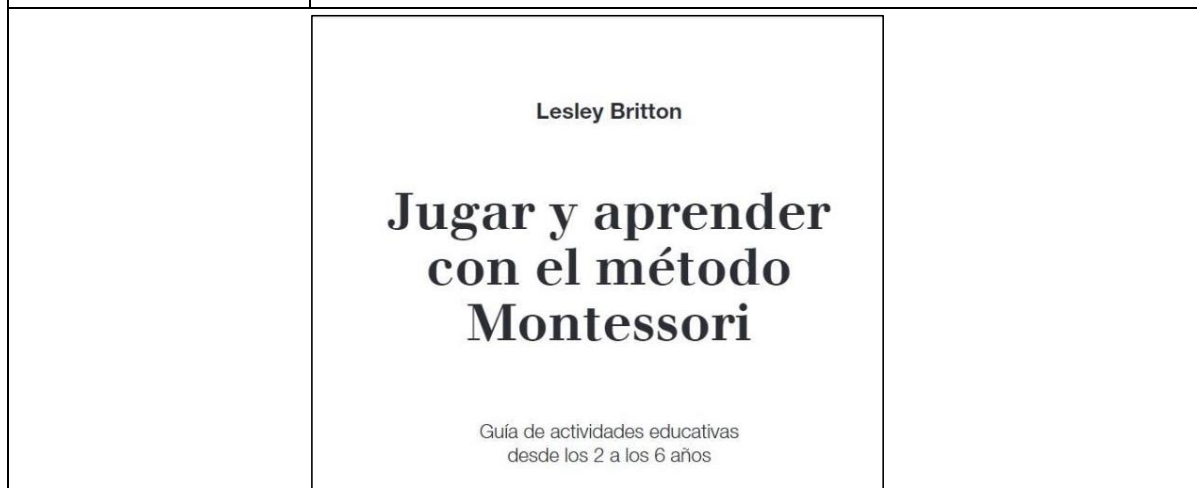 Lesley Britton
Jugar y aprender
con el método
Montessori
Guía de actividades educativas
desde los 2 a los 6 años